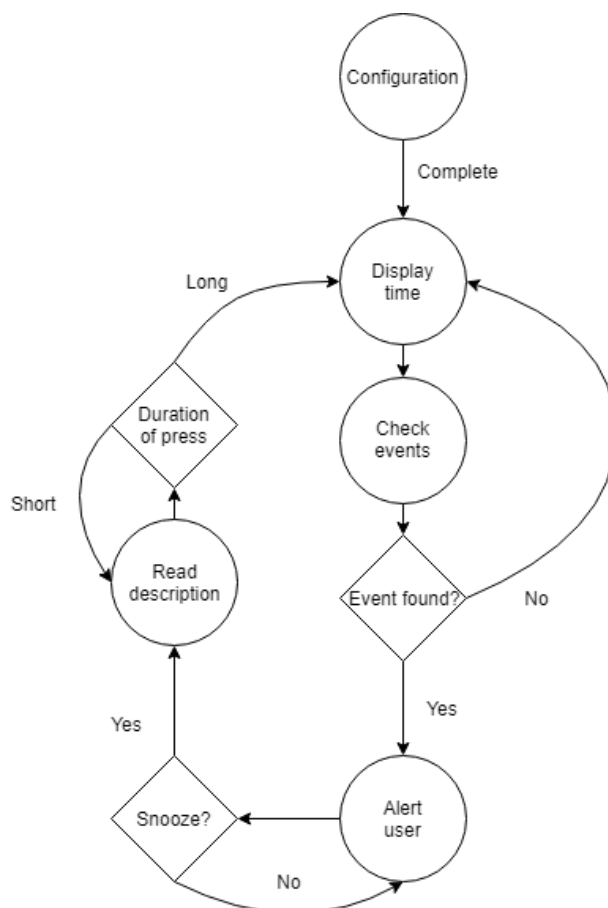 Configuration
Complete
Display
time
Long
Duration
of press
Check
events
Short
Read
description
Event found?
No
Yes
Yes
Snooze?
Alert
user
No